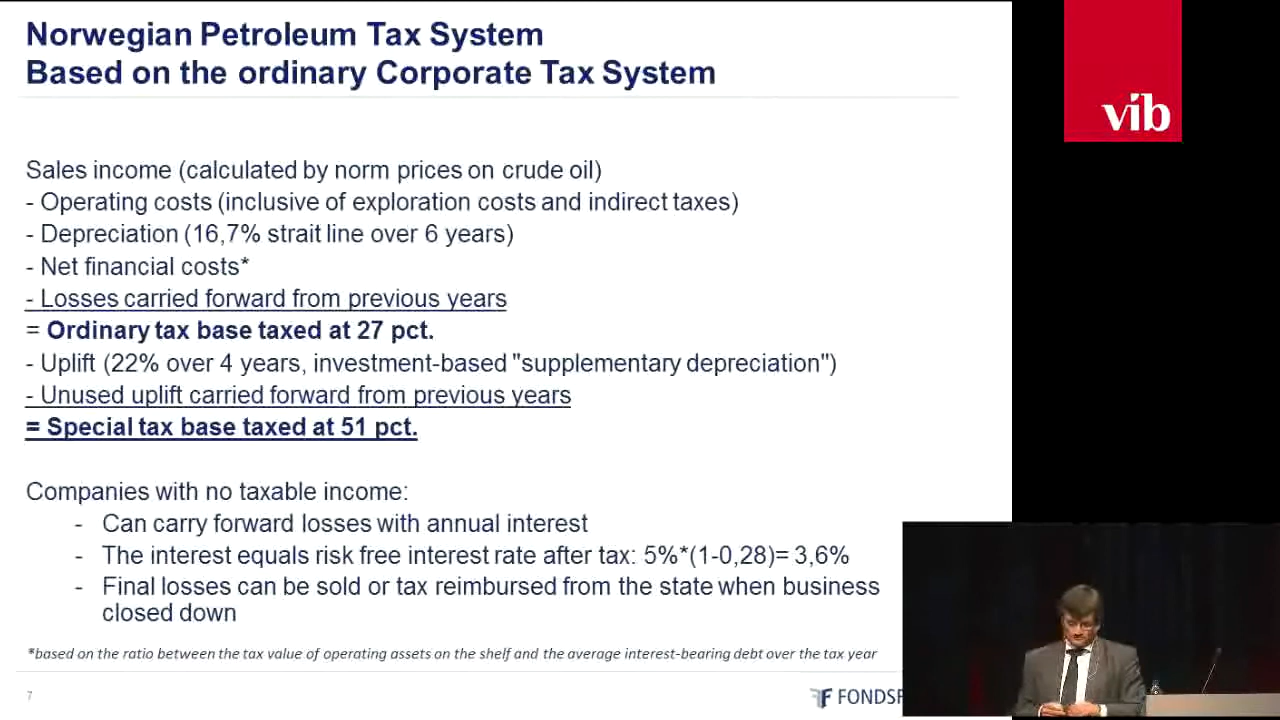 Norwegian Petroleum Tax System
Based on the ordinary Corporate Tax System
vib
Sales income (calculated by norm prices on crude oil)
- Operating costs (inclusive of exploration costs and indirect taxes)
- Depreciation (16,7% strait line over 6 years)
- Net financial costs*
- Losses carried forward from previous years
= Ordinary tax base taxed at 27 pct.
- Uplift (22% over 4 years, investment-based "supplementary depreciation")
- Unused uplift carried forward from previous years
= Special tax base taxed at 51 pct.
Companies with no taxable income:
- Can carry forward losses with annual interest
- The interest equals risk free interest rate after tax: 5%*(1-0,28)= 3,6%
- Final losses can be sold or tax reimbursed from the state when business
closed down
*based on the ratio between the tax value of operating assets on the shelf and the average interest-bearing debt over the tax year
7